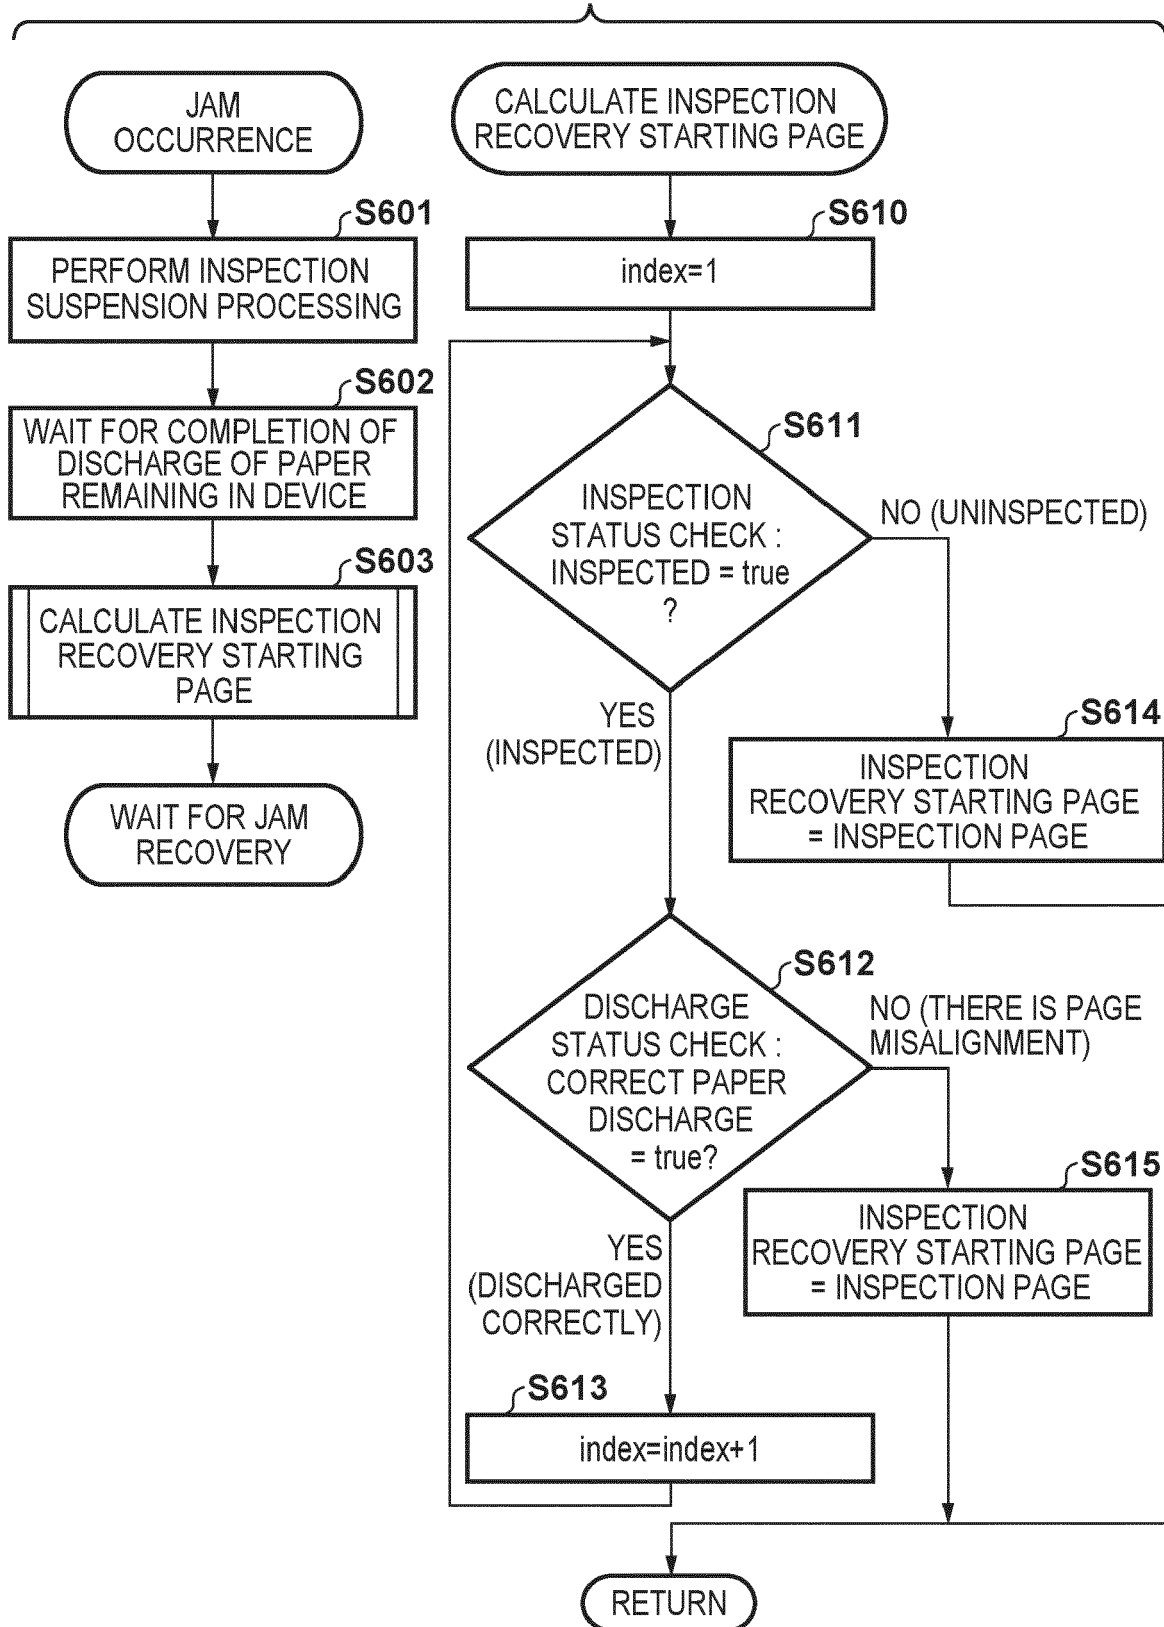 JAM
OCCURRENCE
S601
PERFORM INSPECTION
SUSPENSION PROCESSING
S602
WAIT FOR COMPLETION OF
DISCHARGE OF PAPER
REMAINING IN DEVICE
S603
CALCULATE INSPECTION
RECOVERY STARTING
PAGE
WAIT FOR JAM
RECOVERY
CALCULATE INSPECTION
RECOVERY STARTING PAGE
S610
index=1
S611
INSPECTION
STATUS CHECK :
INSPECTED = true
?
NO (UNINSPECTED)
YES
(INSPECTED)
S614
INSPECTION
RECOVERY STARTING PAGE
= INSPECTION PAGE
S612
DISCHARGE
STATUS CHECK :
CORRECT PAPER
DISCHARGE
= true?
NO (THERE IS PAGE
MISALIGNMENT)
S615
INSPECTION
RECOVERY STARTING PAGE
= INSPECTION PAGE
YES
(DISCHARGED
CORRECTLY)
S613
index=index+1
RETURN